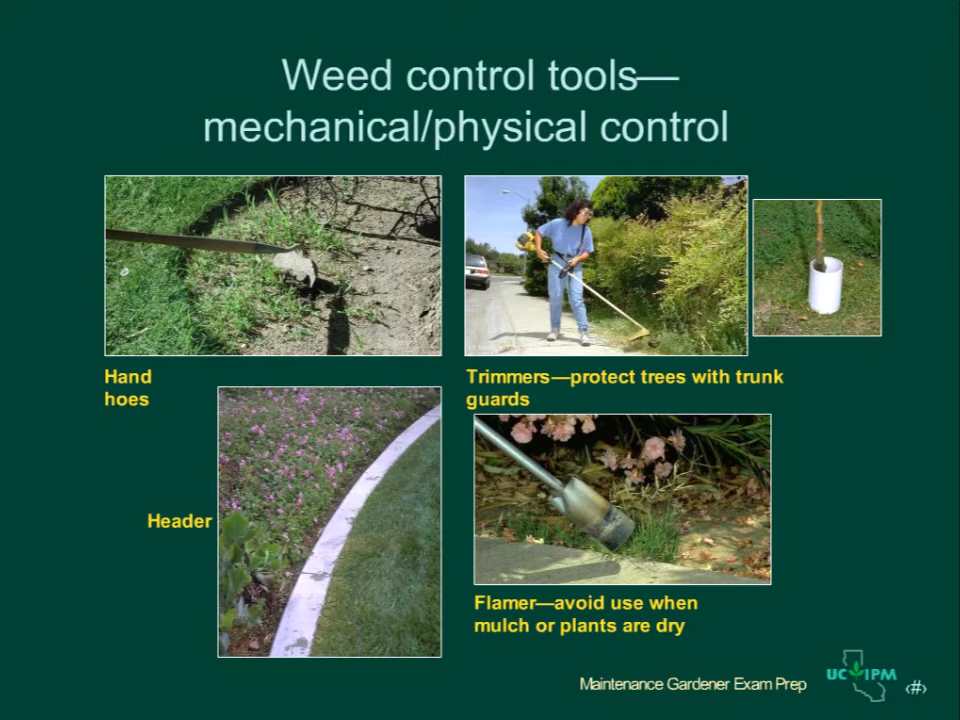 Weed control tools—
mechanical/physical control
Hand
hoes
Trimmers—protect trees with trunk
guards
Header
Flamer—avoid use when
mulch or plants are dry
Maintenance Gardener Exam Prep
UC IPM
‹#›